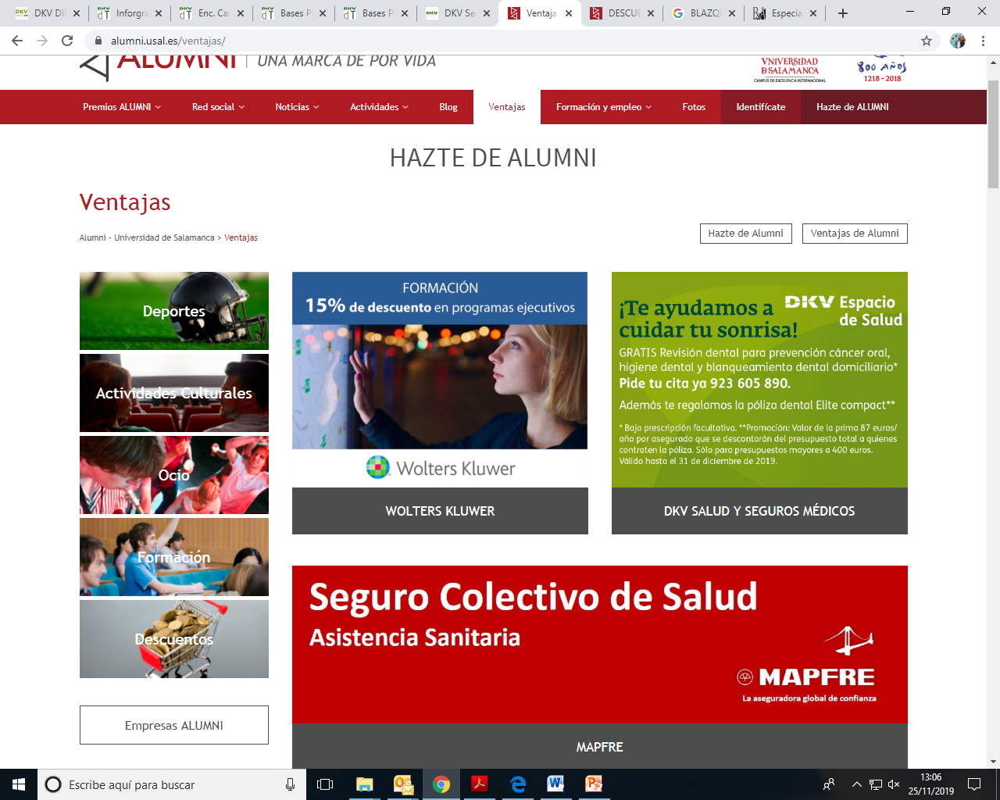 DKV DIF
Inforgra
Enc. Ca
Bases P
Bases P
DKV Se
Ventaja
DESCUE
BLAZQU
Especia
alumni.usal.es/ventajas/
ALUMNI | UNA MARCA DE POR VIDA
VNIVERSIDAD
D SALAMANCA
CAMPUS DE EXCELENCIA INTERNACIONAL
800 AÑOS
1218 - 2018
Premios ALUMNI
Red social
Noticias
Actividades
Blog
Ventajas
Formación y empleo
Fotos
Identifícate
Hazte de ALUMNI
HAZTE DE ALUMNI
Ventajas
Alumni - Universidad de Salamanca > Ventajas
Hazte de Alumni
Ventajas de Alumni
Deportes
Actividades Culturales
Ocio
Formación
Descuentos
Empresas ALUMNI
FORMACIÓN
15% de descuento en programas ejecutivos
Wolters Kluwer
WOLTERS KLUWER
¡Te ayudamos a
cuidar tu sonrisa!
DKV Espacio
de Salud
GRATIS Revisión dental para prevención cáncer oral,
higiene dental y blanqueamiento dental domiciliario*
Pide tu cita ya 923 605 890.
Además te regalamos la póliza dental Elite compact**
* Bajo prescripción facultativa. **Promoción: Valor de la prima 87 euros/
año por asegurado que se descontarán del presupuesto total a quienes
contraten la póliza. Sólo para presupuestos mayores a 400 euros.
Válido hasta el 31 de diciembre de 2019.
DKV SALUD Y SEGUROS MÉDICOS
Seguro Colectivo de Salud
Asistencia Sanitaria
MAPFRE
La aseguradora global de confianza
MAPFRE
Escribe aquí para buscar
13:06
25/11/2019